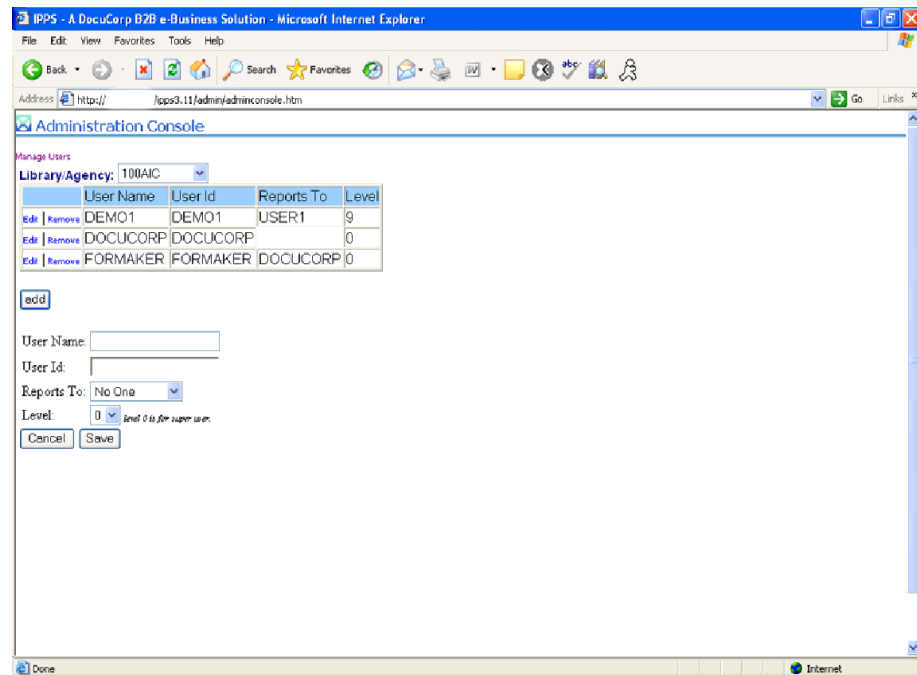 IPPS - A DocuCorp B2B e-Business Solution - Microsoft Internet Explorer
File Edit View Favorites Tools Help
Back Search Favorites
Address http:// /ipps3.11/admin/adminconsole.htm Go Links »
Administration Console
Manage Users
Library/Agency: 100AIC
User Name User Id Reports To Level
Edit | Remove DEMO1 DEMO1 USER1 9
Edit | Remove DOCUCORP DOCUCORP 0
Edit | Remove FORMAKER FORMAKER DOCUCORP 0
add
User Name:
User Id:
Reports To: No One
Level: 0 level 0 is for super user.
Cancel Save
Done Internet